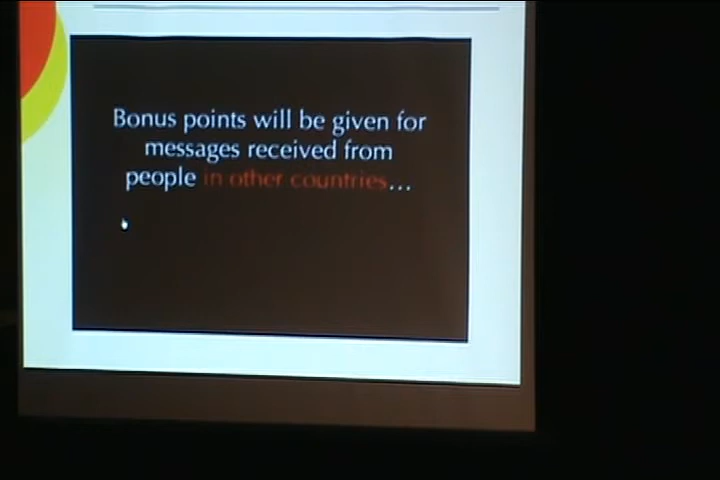 Bonus points will be given for
messages received from
people in other countries...